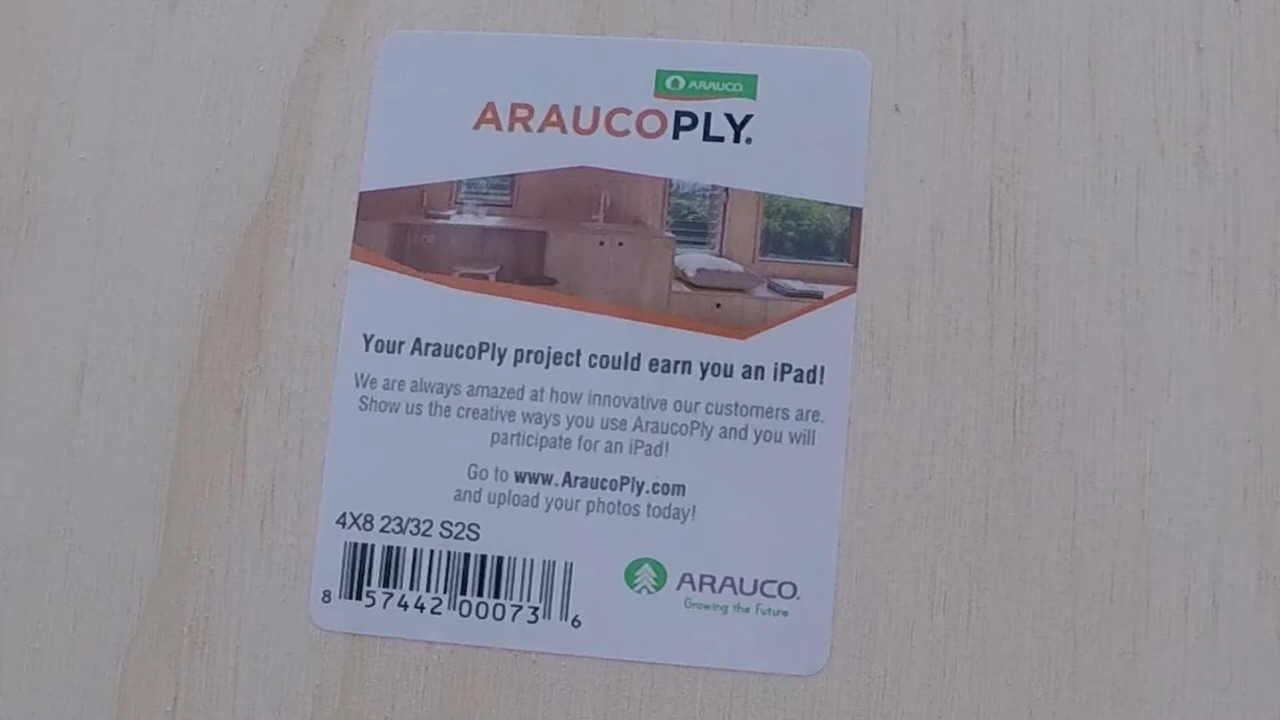 ARAUCO
ARAUCOPLY®
Your AraucoPly project could earn you an iPad!
We are always amazed at how innovative our customers are.
Show us the creative ways you use AraucoPly and you will
participate for an iPad!
Go to www.AraucoPly.com
and upload your photos today!
4X8 23/32 S2S
8 57442 00073 6
ARAUCO
Growing the Future